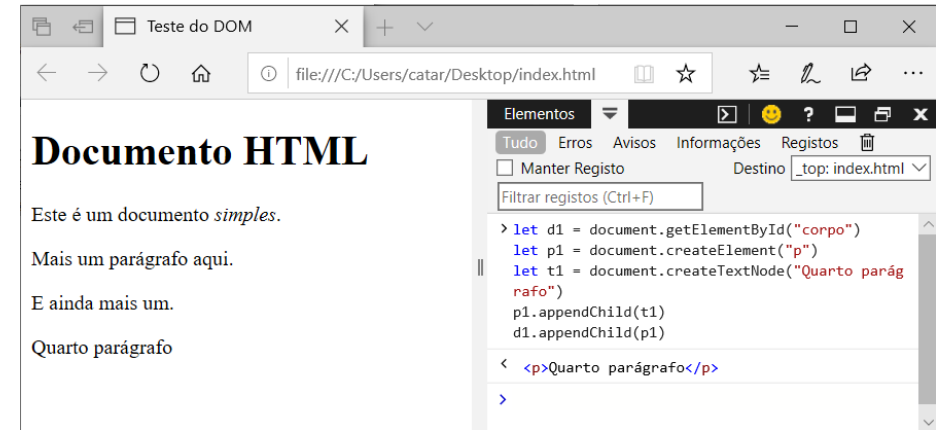 Teste do DOM
file:///C:/Users/catar/Desktop/index.html
Documento HTML
Este é um documento simples.
Mais um parágrafo aqui.
E ainda mais um.
Quarto parágrafo
Elementos
Tudo Erros Avisos Informações Registos
Manter Registo Destino _top: index.html
Filtrar registos (Ctrl+F)
let d1 = document.getElementById("corpo")
let p1 = document.createElement("p")
let t1 = document.createTextNode("Quarto parág
rafo")
p1.appendChild(t1)
d1.appendChild(p1)
<p>Quarto parágrafo</p>